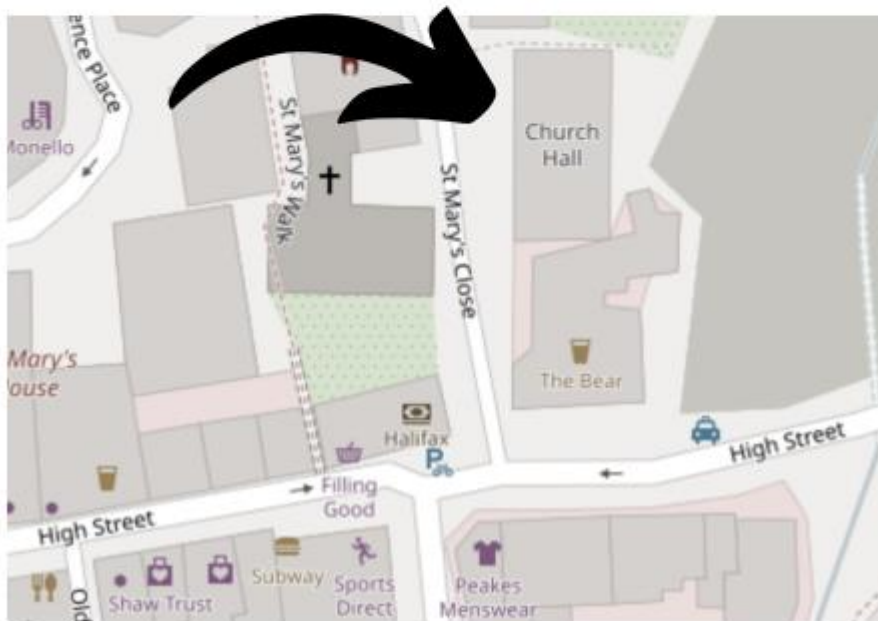 ence Place
Monello
St Mary's Walk
St Mary's Close
Church
Hall
Mary's
ouse
The Bear
Halifax
P
High Street
Filling
Good
High Street
Subway
Sports
Direct
Peakes
Menswear
Shaw Trust
Old